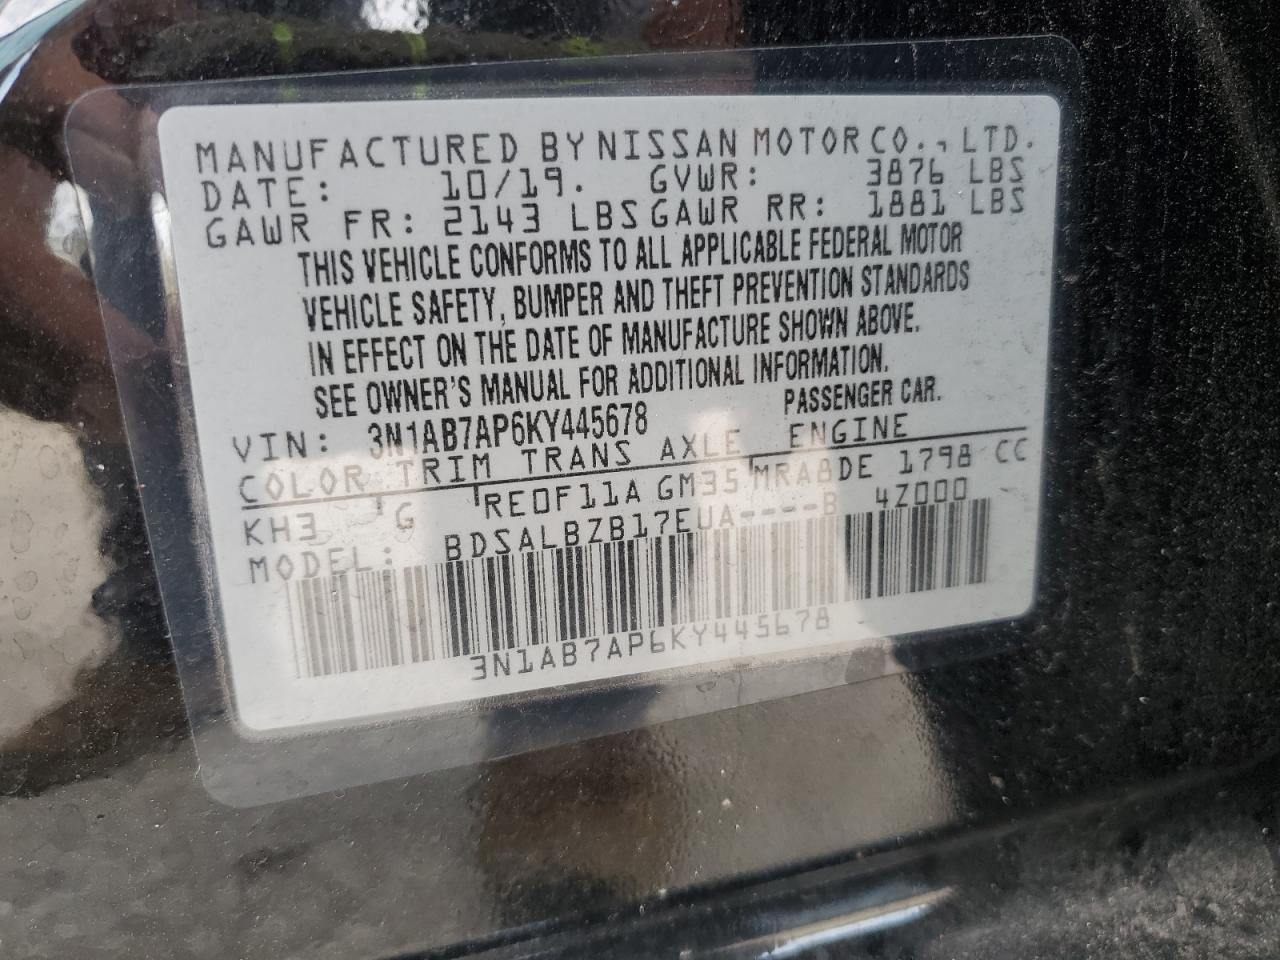 MANUFACTURED BY NISSAN MOTOR CO., LTD.
DATE: 10/19. GVWR: 3876 LBS
GAWR FR: 2143 LBS GAWR RR: 1881 LBS
THIS VEHICLE CONFORMS TO ALL APPLICABLE FEDERAL MOTOR
VEHICLE SAFETY, BUMPER AND THEFT PREVENTION STANDARDS
IN EFFECT ON THE DATE OF MANUFACTURE SHOWN ABOVE.
SEE OWNER'S MANUAL FOR ADDITIONAL INFORMATION.
VIN: 3N1AB7AP6KY445678 PASSENGER CAR.
COLOR TRIM TRANS AXLE ENGINE
KH3 G RE0F11A GM35 MRA8DE 1798 CC
MODEL: BDSALBZB17EUA----B 4Z000
3N1AB7AP6KY445678